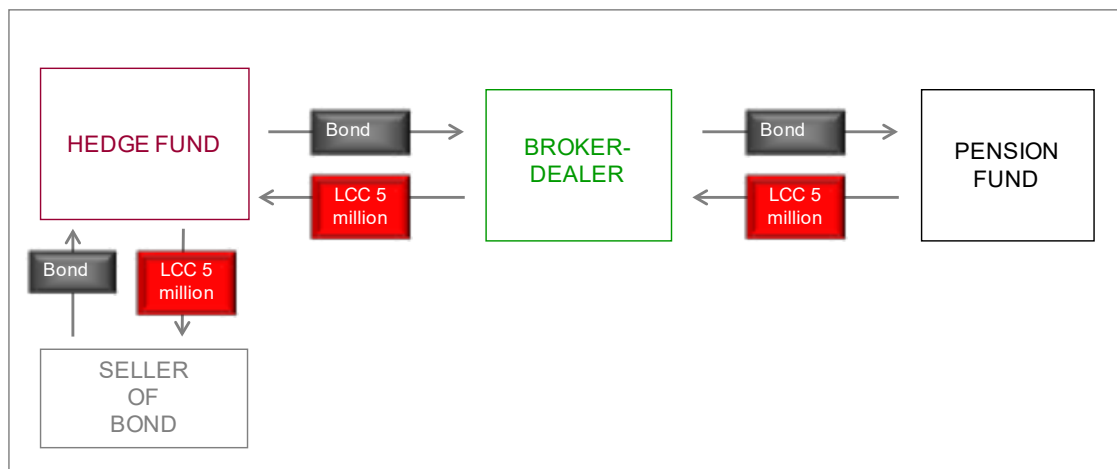 HEDGE FUND
Bond
LCC 5
million
BROKER-
DEALER
Bond
LCC 5
million
PENSION
FUND
Bond
LCC 5
million
SELLER
OF
BOND